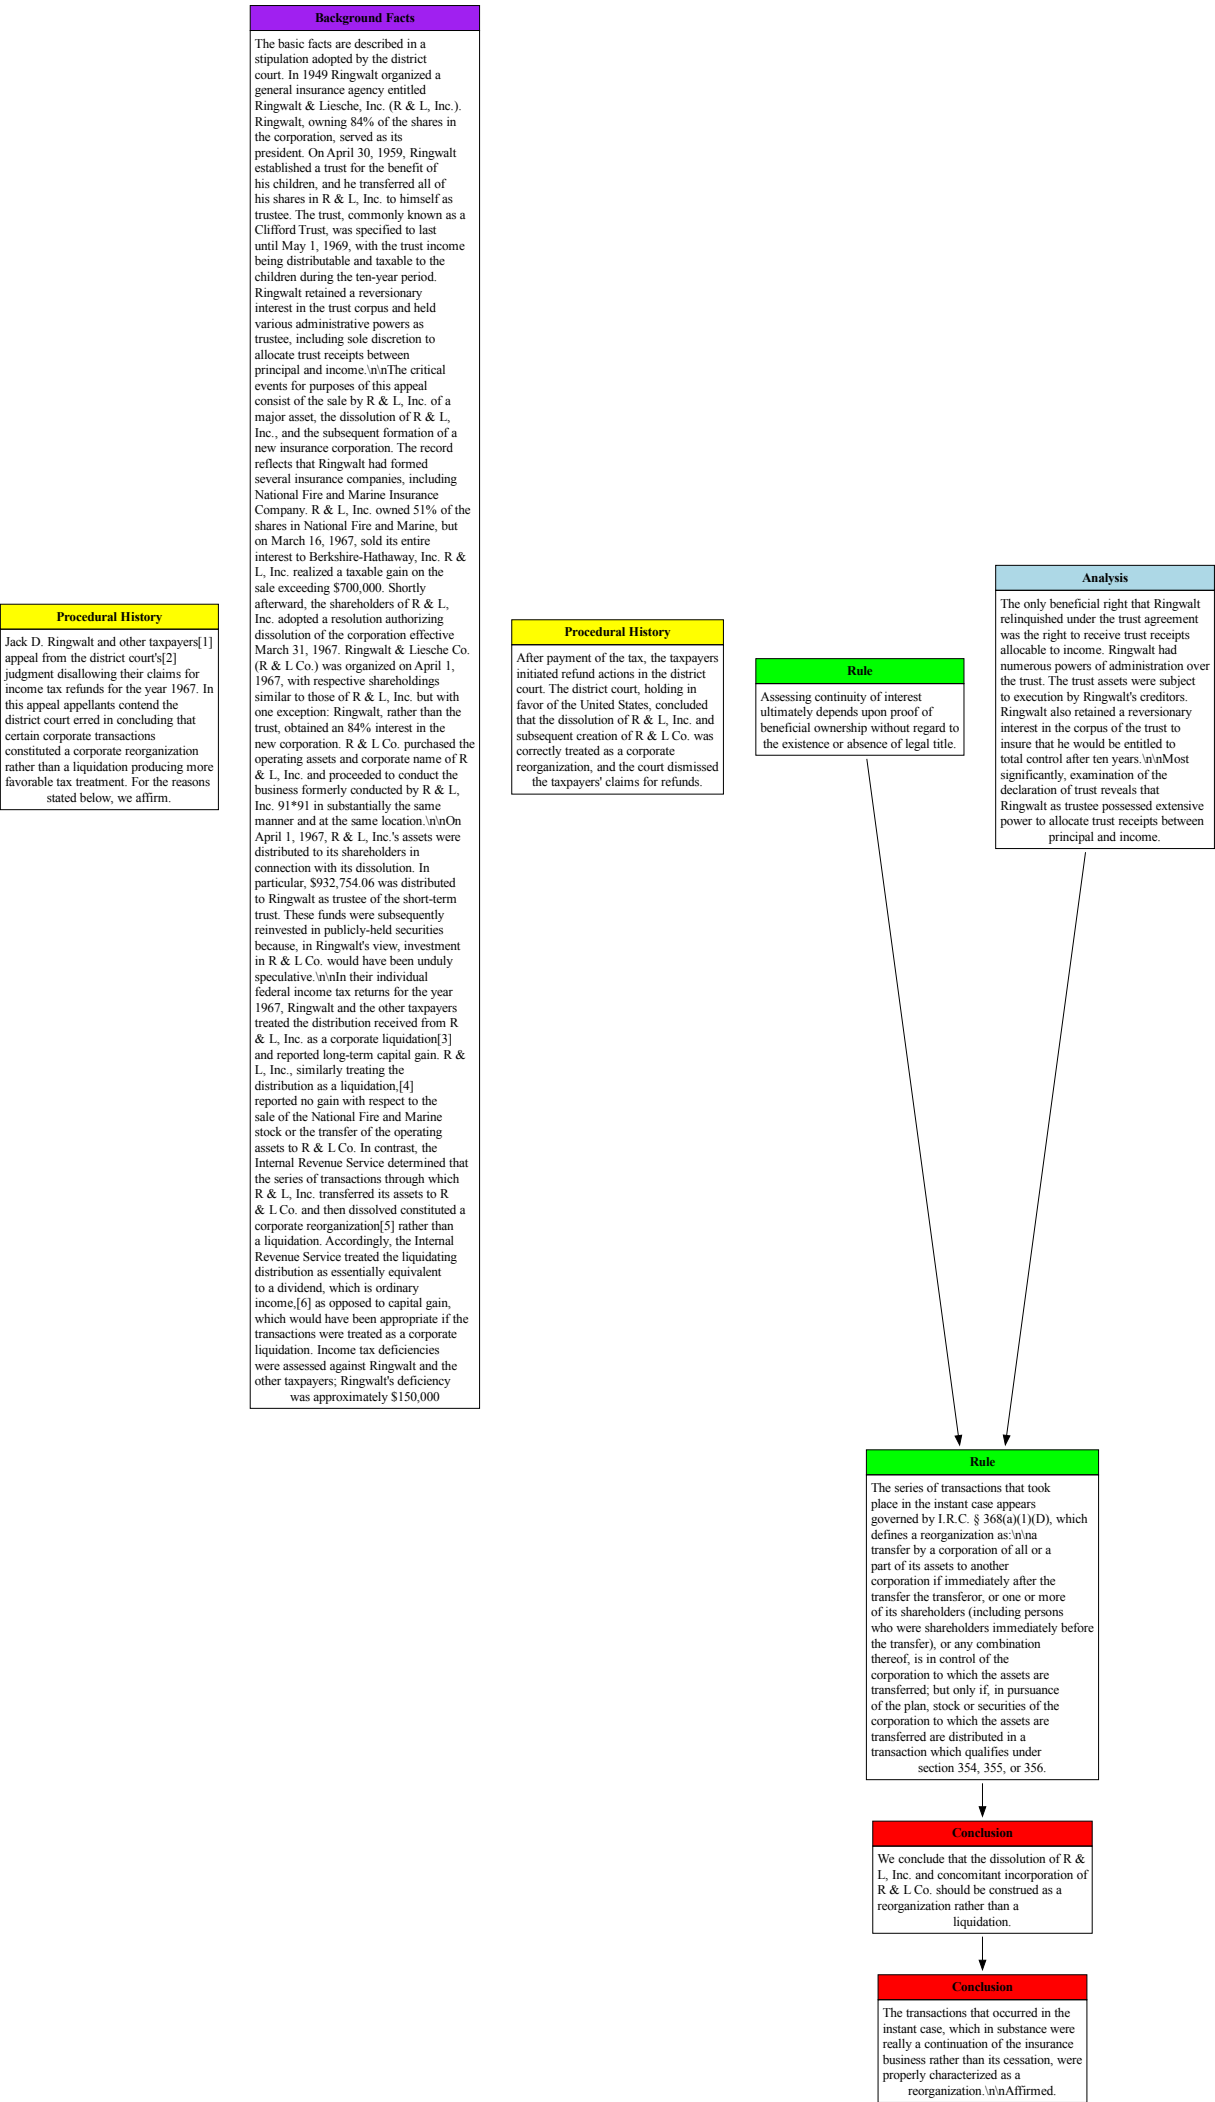 Background Facts
The basic facts are described in a
stipulation adopted by the district
court. In 1949 Ringwalt organized a
general insurance agency entitled
Ringwalt & Liesche, Inc. (R & L, Inc.).
Ringwalt, owning 84% of the shares in
the corporation, served as its
president. On April 30, 1959, Ringwalt
established a trust for the benefit of
his children, and he transferred all of
his shares in R & L, Inc. to himself as
trustee. The trust, commonly known as a
Clifford Trust, was specified to last
until May 1, 1969, with the trust income
being distributable and taxable to the
children during the ten-year period.
Ringwalt retained a reversionary
interest in the trust corpus and held
various administrative powers as
trustee, including sole discretion to
allocate trust receipts between
principal and income.\n\nThe critical
events for purposes of this appeal
consist of the sale by R & L, Inc. of a
major asset, the dissolution of R & L,
Inc., and the subsequent formation of a
new insurance corporation. The record
reflects that Ringwalt had formed
several insurance companies, including
National Fire and Marine Insurance
Company. R & L, Inc. owned 51% of the
shares in National Fire and Marine, but
on March 16, 1967, sold its entire
interest to Berkshire-Hathaway, Inc. R &
L, Inc. realized a taxable gain on the
sale exceeding $700,000. Shortly
afterward, the shareholders of R & L,
Inc. adopted a resolution authorizing
dissolution of the corporation effective
March 31, 1967. Ringwalt & Liesche Co.
(R & L Co.) was organized on April 1,
1967, with respective shareholdings
similar to those of R & L, Inc. but with
one exception: Ringwalt, rather than the
trust, obtained an 84% interest in the
new corporation. R & L Co. purchased the
operating assets and corporate name of R
& L, Inc. and proceeded to conduct the
business formerly conducted by R & L,
Inc. 91*91 in substantially the same
manner and at the same location.\n\nOn
April 1, 1967, R & L, Inc.'s assets were
distributed to its shareholders in
connection with its dissolution. In
particular, $932,754.06 was distributed
to Ringwalt as trustee of the short-term
trust. These funds were subsequently
reinvested in publicly-held securities
because, in Ringwalt's view, investment
in R & L Co. would have been unduly
speculative.\n\nIn their individual
federal income tax returns for the year
1967, Ringwalt and the other taxpayers
treated the distribution received from R
& L, Inc. as a corporate liquidation[3]
and reported long-term capital gain. R &
L, Inc., similarly treating the
distribution as a liquidation,[4]
reported no gain with respect to the
sale of the National Fire and Marine
stock or the transfer of the operating
assets to R & L Co. In contrast, the
Internal Revenue Service determined that
the series of transactions through which
R & L, Inc. transferred its assets to R
& L Co. and then dissolved constituted a
corporate reorganization[5] rather than
a liquidation. Accordingly, the Internal
Revenue Service treated the liquidating
distribution as essentially equivalent
to a dividend, which is ordinary
income,[6] as opposed to capital gain,
which would have been appropriate if the
transactions were treated as a corporate
liquidation. Income tax deficiencies
were assessed against Ringwalt and the
other taxpayers; Ringwalt's deficiency
was approximately $150,000
Procedural History
Jack D. Ringwalt and other taxpayers[1]
appeal from the district court's[2]
judgment disallowing their claims for
income tax refunds for the year 1967. In
this appeal appellants contend the
district court erred in concluding that
certain corporate transactions
constituted a corporate reorganization
rather than a liquidation producing more
favorable tax treatment. For the reasons
stated below, we affirm.
Procedural History
After payment of the tax, the taxpayers
initiated refund actions in the district
court. The district court, holding in
favor of the United States, concluded
that the dissolution of R & L, Inc. and
subsequent creation of R & L Co. was
correctly treated as a corporate
reorganization, and the court dismissed
the taxpayers' claims for refunds.
Rule
Assessing continuity of interest
ultimately depends upon proof of
beneficial ownership without regard to
the existence or absence of legal title.
Analysis
The only beneficial right that Ringwalt
relinquished under the trust agreement
was the right to receive trust receipts
allocable to income. Ringwalt had
numerous powers of administration over
the trust. The trust assets were subject
to execution by Ringwalt's creditors.
Ringwalt also retained a reversionary
interest in the corpus of the trust to
insure that he would be entitled to
total control after ten years.\n\nMost
significantly, examination of the
declaration of trust reveals that
Ringwalt as trustee possessed extensive
power to allocate trust receipts between
principal and income.
Rule
The series of transactions that took
place in the instant case appears
governed by I.R.C. § 368(a)(1)(D), which
defines a reorganization as:\n\na
transfer by a corporation of all or a
part of its assets to another
corporation if immediately after the
transfer the transferor, or one or more
of its shareholders (including persons
who were shareholders immediately before
the transfer), or any combination
thereof, is in control of the
corporation to which the assets are
transferred; but only if, in pursuance
of the plan, stock or securities of the
corporation to which the assets are
transferred are distributed in a
transaction which qualifies under
section 354, 355, or 356.
Conclusion
We conclude that the dissolution of R &
L, Inc. and concomitant incorporation of
R & L Co. should be construed as a
reorganization rather than a
liquidation.
Conclusion
The transactions that occurred in the
instant case, which in substance were
really a continuation of the insurance
business rather than its cessation, were
properly characterized as a
reorganization.\n\nAffirmed.